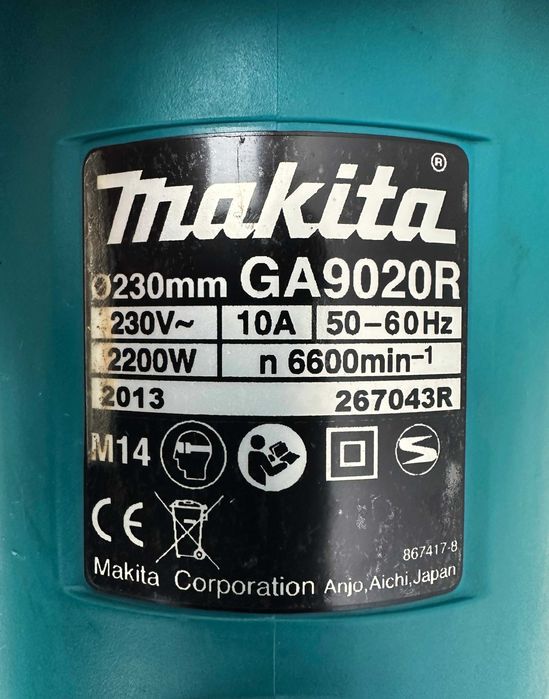 makita®
Ø230mm GA9020R
230V~ 10A 50-60Hz
2200W n 6600min⁻¹
2013 267043R
M14 S
CE
867417-8
Makita Corporation Anjo,Aichi,Japan